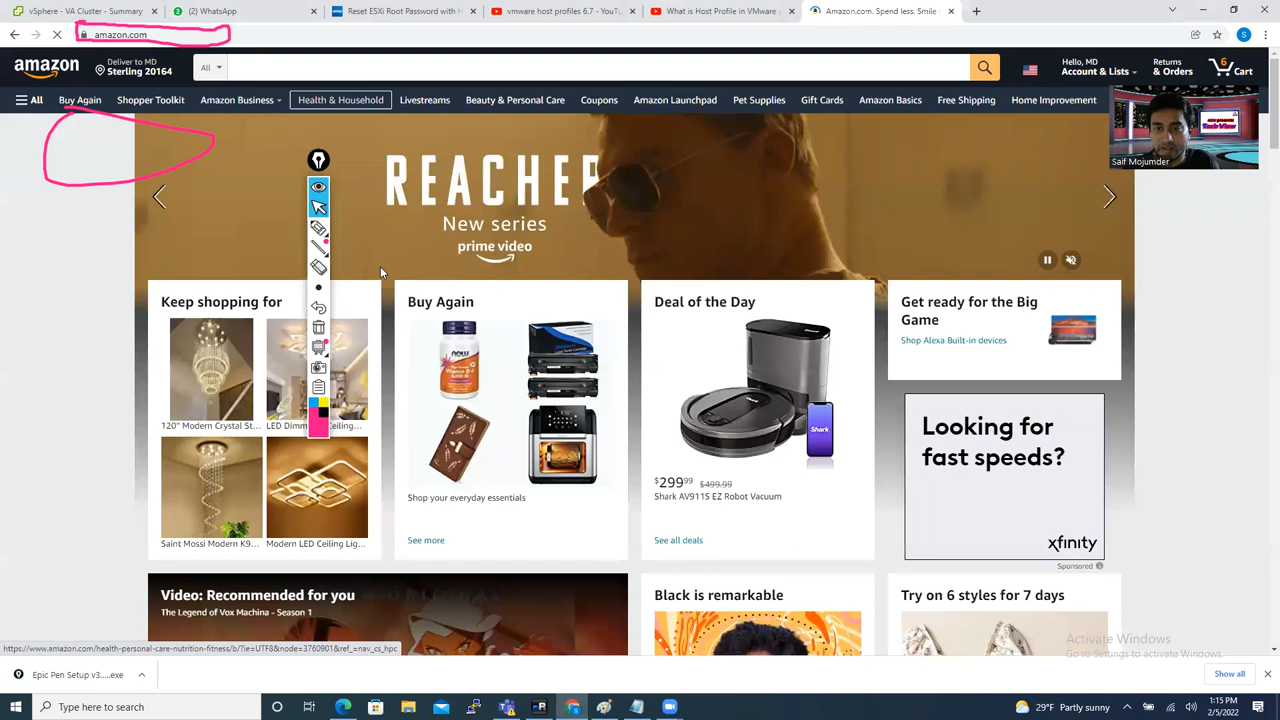 vSphere - VA Cluster - Summary
(2) WhatsApp
Reset ESXi Root Password with H
vmware host profiles 6.7 - YouTu
What is Host Profile in VMware v
Amazon.com. Spend less. Smile
amazon.com
S
amazon
Deliver to MD
Sterling 20164
All
Hello, MD
Account & Lists
Returns
& Orders
6
Cart
All
Buy Again
Shopper Toolkit
Amazon Business
Health & Household
Livestreams
Beauty & Personal Care
Coupons
Amazon Launchpad
Pet Supplies
Gift Cards
Amazon Basics
Free Shipping
Home Improvement
Tech View
Saif Mojumder
REACHER
New series
prime video
Keep shopping for
120" Modern Crystal St...
LED Dimm
Ceiling...
Saint Mossi Modern K9...
Modern LED Ceiling Lig...
Buy Again
NOW
Shop your everyday essentials
See more
Deal of the Day
Shark
$299.99 $499.99
Shark AV911S EZ Robot Vacuum
See all deals
Get ready for the Big
Game
Shop Alexa Built-in devices
Looking for
fast speeds?
xfinity
Sponsored
Video: Recommended for you
The Legend of Vox Machina - Season 1
Black is remarkable
Try on 6 styles for 7 days
Activate Windows
Go to Settings to activate Windows.
https://www.amazon.com/health-personal-care-nutrition-fitness/b/?ie=UTF8&node=3760901&ref_=nav_cs_hpc
Epic Pen Setup v3.....exe
Show all
Type here to search
29°F Partly sunny
1:15 PM
2/5/2022